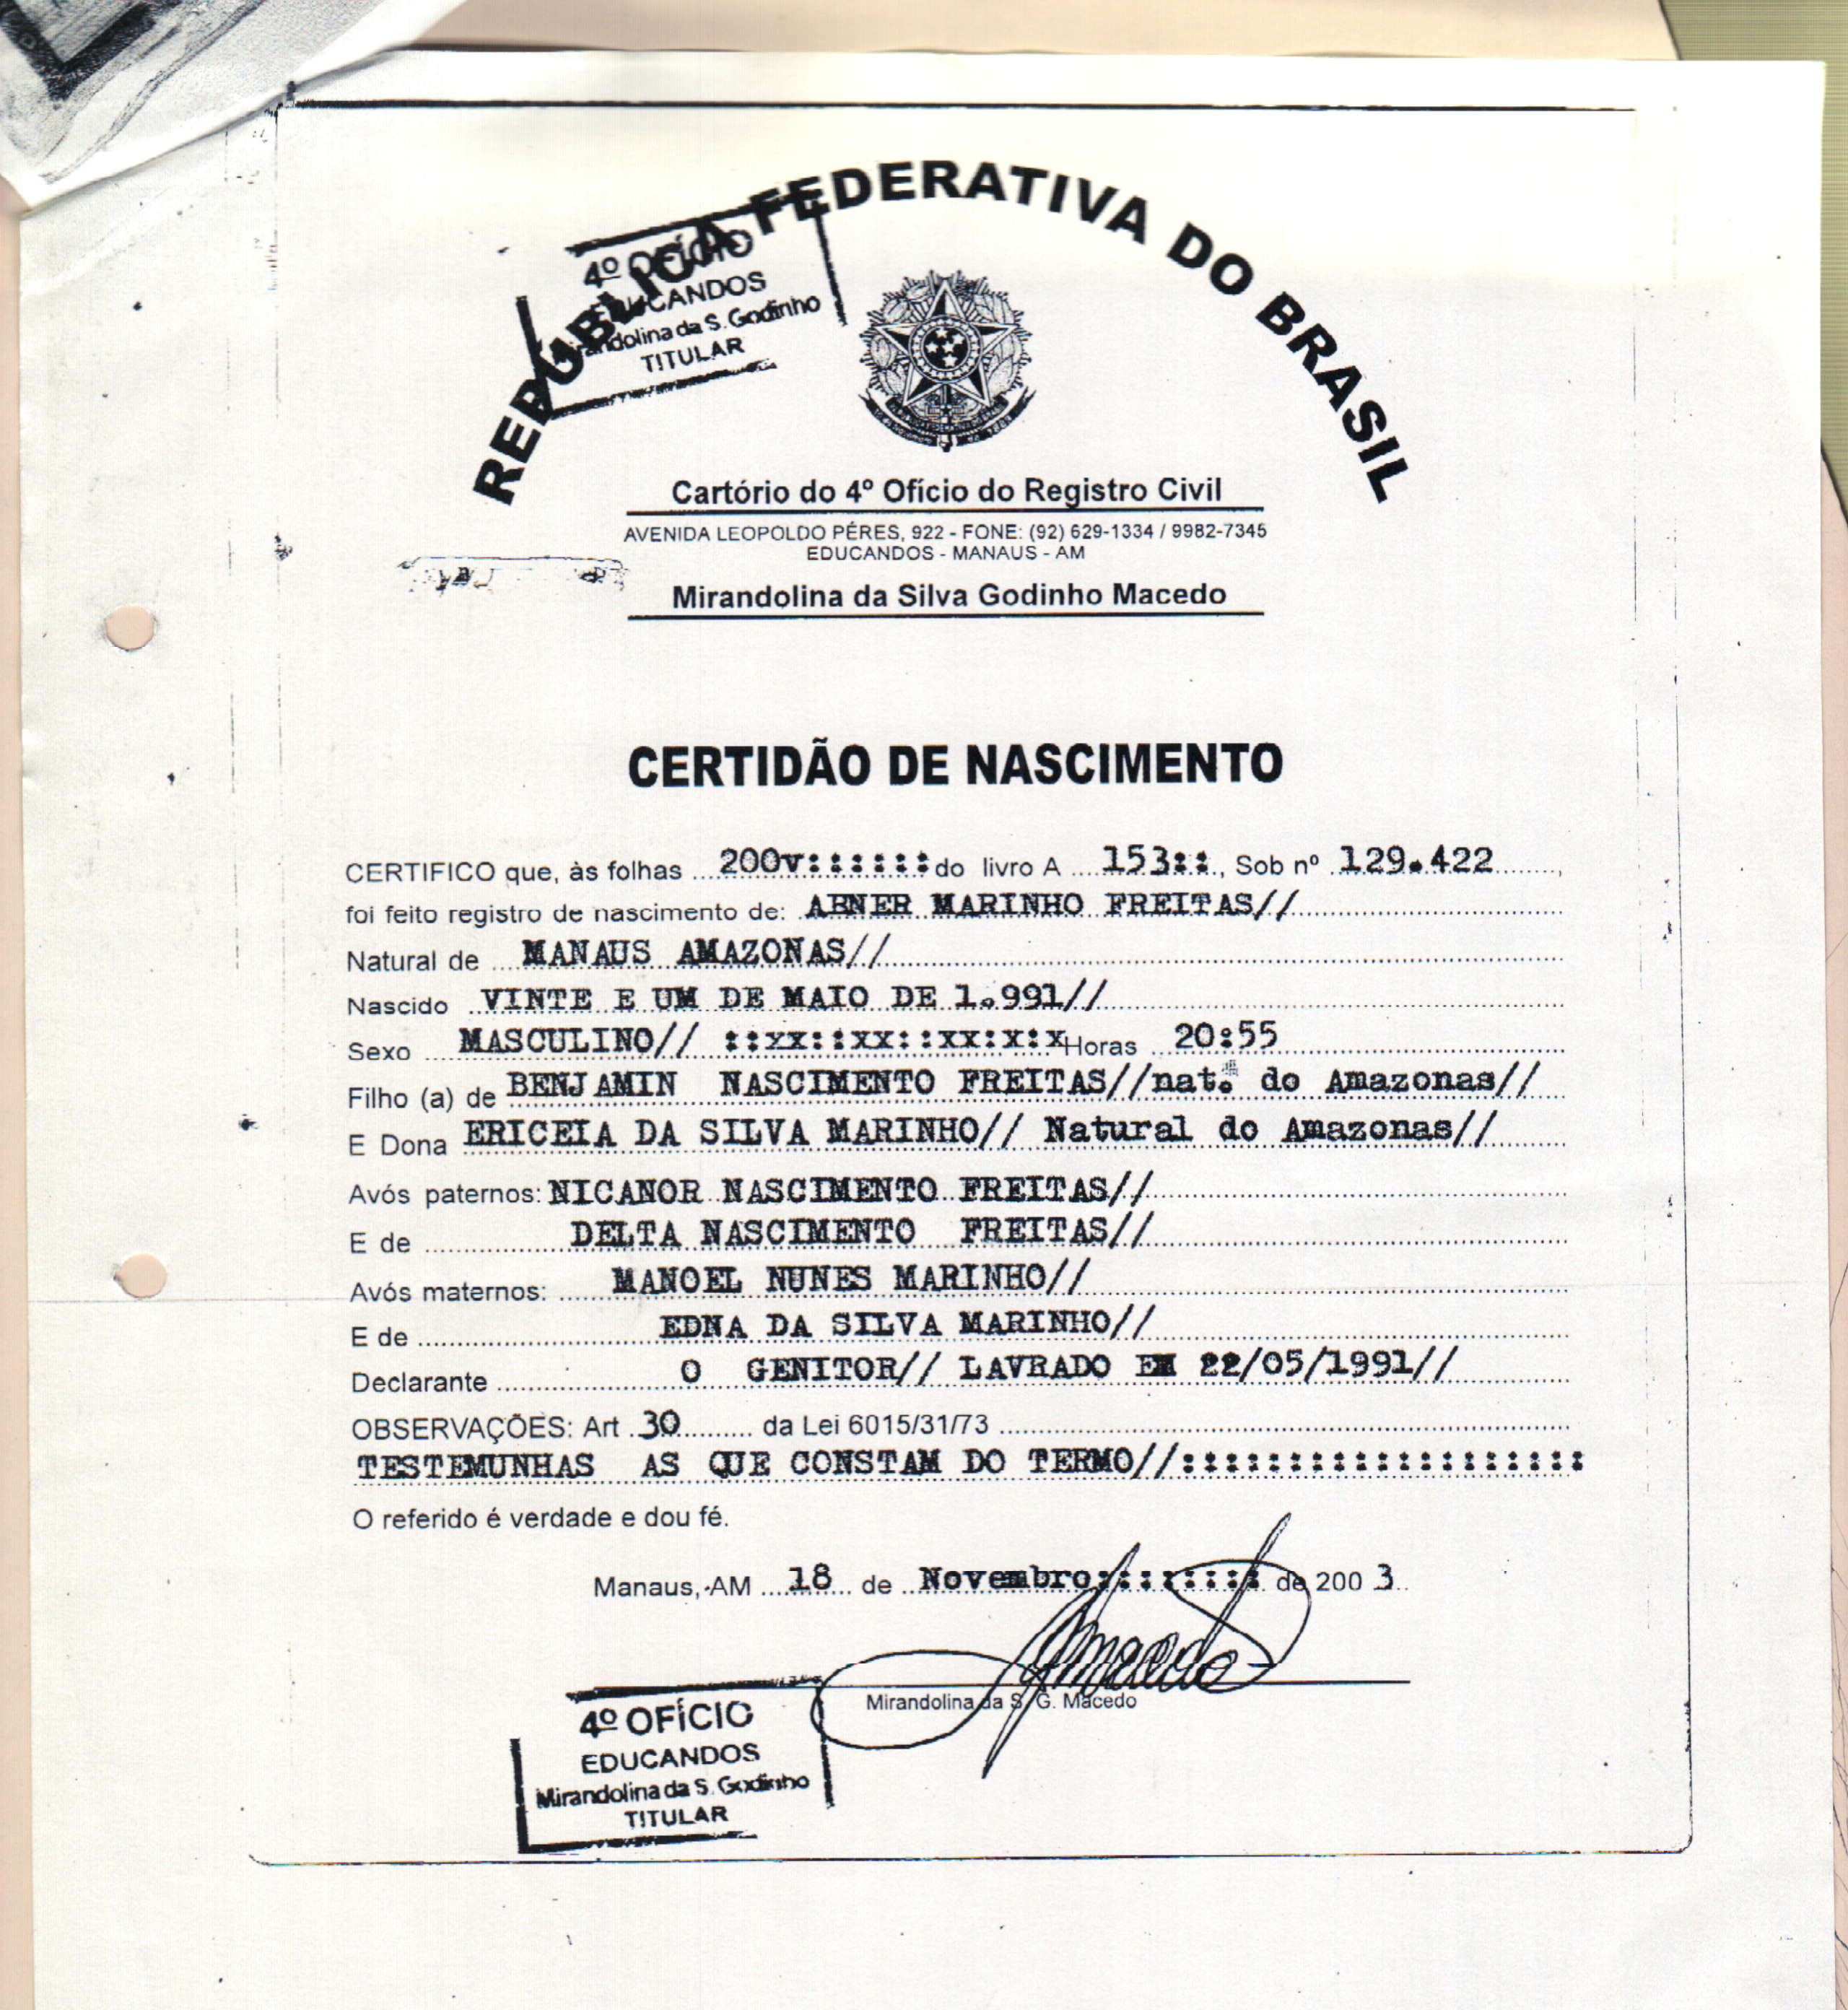 REPÚBLICA FEDERATIVA DO BRASIL
4º OFÍCIO
EDUCANDOS
Mirandolina da S. Godinho
TITULAR
Cartório do 4º Ofício do Registro Civil
AVENIDA LEOPOLDO PÉRES, 922 - FONE: (92) 629-1334 / 9982-7345
EDUCANDOS - MANAUS - AM
Mirandolina da Silva Godinho Macedo
CERTIDÃO DE NASCIMENTO
CERTIFICO que, às folhas 200v:::::: do livro A 153::, Sob nº 129.422,
foi feito registro de nascimento de: ABNER MARINHO FREITAS//
Natural de MANAUS AMAZONAS//
Nascido VINTE E UM DE MAIO DE 1.991//
Sexo MASCULINO// ::xx::xx::xx:x:x Horas 20:55
Filho (a) de BENJAMIN NASCIMENTO FREITAS//nat. do Amazonas//
E Dona ERICEIA DA SILVA MARINHO// Natural do Amazonas//
Avós paternos: NICANOR NASCIMENTO FREITAS//
E de DELTA NASCIMENTO FREITAS//
Avós maternos: MANOEL NUNES MARINHO//
E de EDNA DA SILVA MARINHO//
Declarante O GENITOR// LAVRADO EM 22/05/1991//
OBSERVAÇÕES: Art 30 da Lei 6015/31/73
TESTEMUNHAS AS QUE CONSTAM DO TERMO//:::::::::::::::::::
O referido é verdade e dou fé.
Manaus, AM 18 de Novembro:::::::: de 2003
Mirandolina da S. G. Macedo
4º OFÍCIO
EDUCANDOS
Mirandolina da S. Godinho
TITULAR